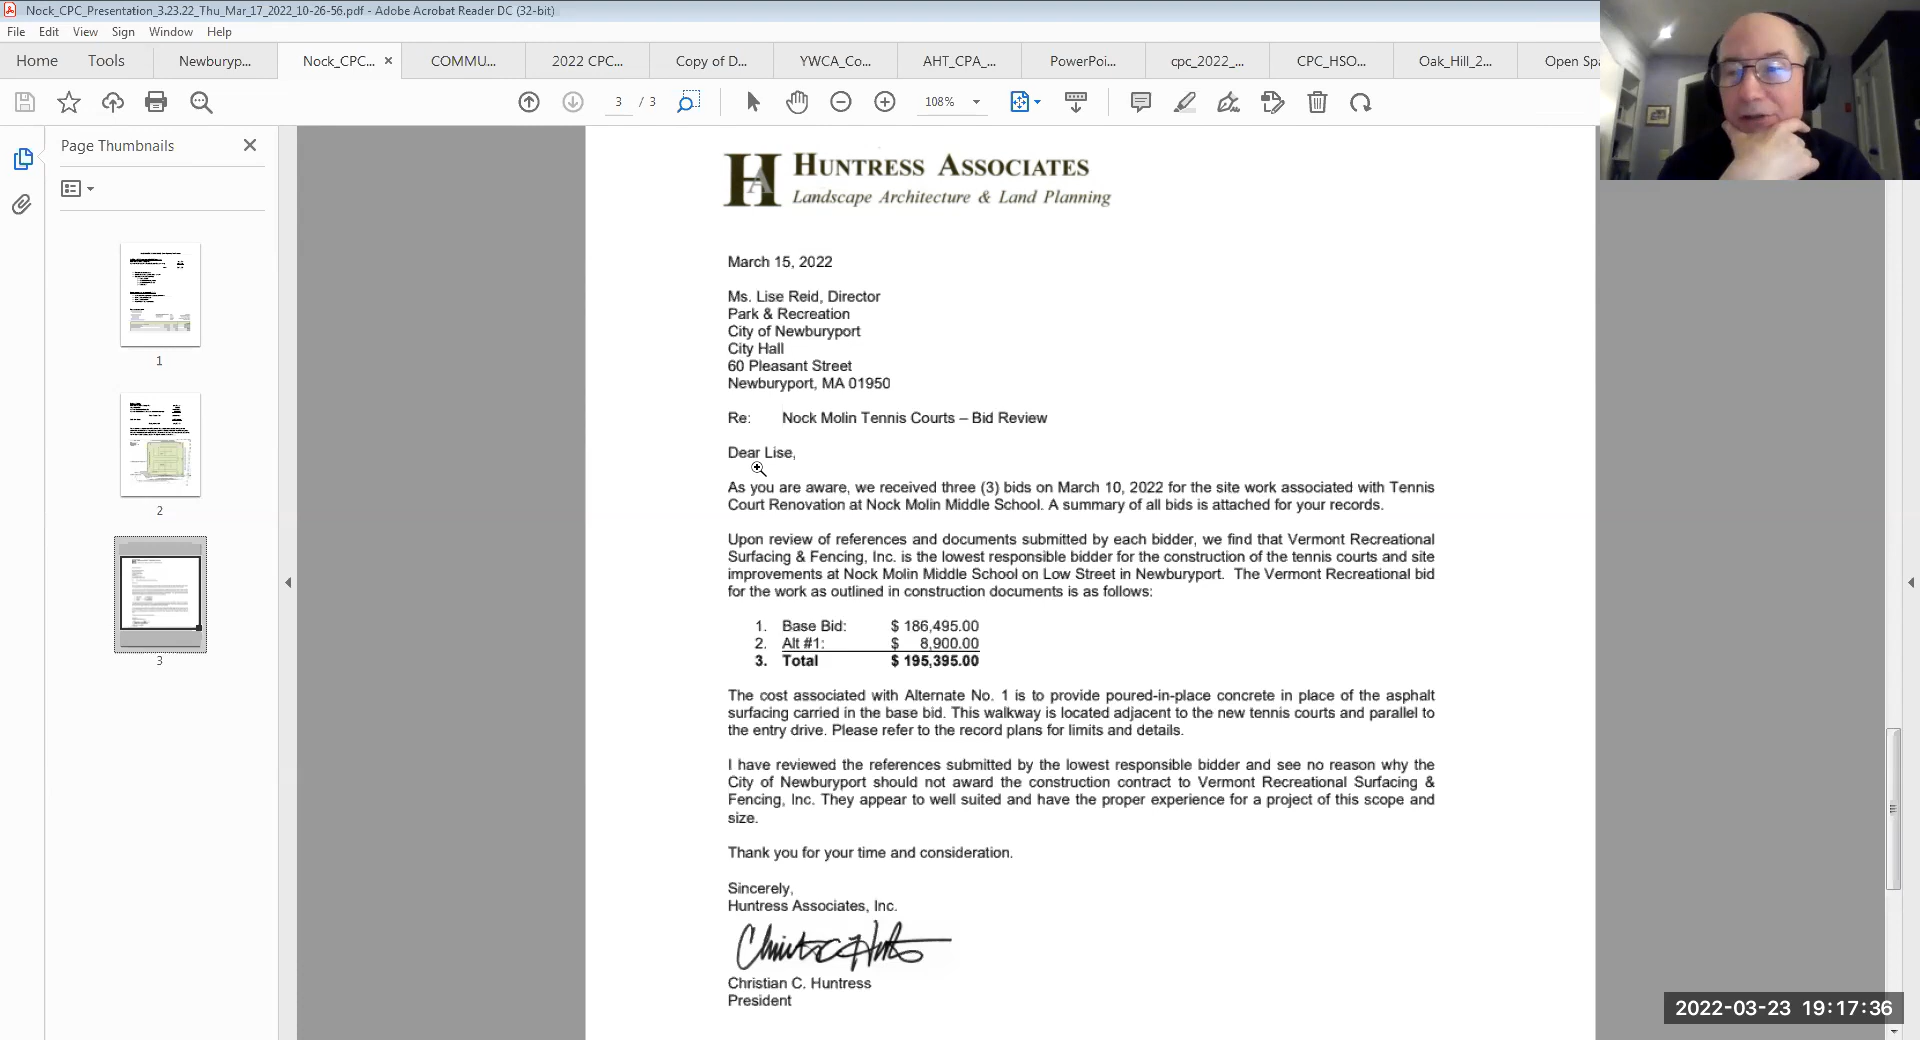 Nock_CPC_Presentation_3.23.22_Thu_Mar_17_2022_10-26-56.pdf - Adobe Acrobat Reader DC (32-bit)
File Edit View Sign Window Help
Home Tools Newburyp... Nock_CPC... × COMMU... 2022 CPC... Copy of D... YWCA_Co... AHT_CPA_... PowerPoi... cpc_2022_... CPC_HSO... Oak_Hill_2... Open Spa
3 / 3 108%
Page Thumbnails
1
2
3
HUNTRESS ASSOCIATES
Landscape Architecture & Land Planning
March 15, 2022
Ms. Lise Reid, Director
Park & Recreation
City of Newburyport
City Hall
60 Pleasant Street
Newburyport, MA 01950
Re: Nock Molin Tennis Courts – Bid Review
Dear Lise,
As you are aware, we received three (3) bids on March 10, 2022 for the site work associated with Tennis
Court Renovation at Nock Molin Middle School. A summary of all bids is attached for your records.
Upon review of references and documents submitted by each bidder, we find that Vermont Recreational
Surfacing & Fencing, Inc. is the lowest responsible bidder for the construction of the tennis courts and site
improvements at Nock Molin Middle School on Low Street in Newburyport. The Vermont Recreational bid
for the work as outlined in construction documents is as follows:
1. Base Bid: $ 186,495.00
2. Alt #1: $ 8,900.00
3. Total $ 195,395.00
The cost associated with Alternate No. 1 is to provide poured-in-place concrete in place of the asphalt
surfacing carried in the base bid. This walkway is located adjacent to the new tennis courts and parallel to
the entry drive. Please refer to the record plans for limits and details.
I have reviewed the references submitted by the lowest responsible bidder and see no reason why the
City of Newburyport should not award the construction contract to Vermont Recreational Surfacing &
Fencing, Inc. They appear to well suited and have the proper experience for a project of this scope and
size.
Thank you for your time and consideration.
Sincerely,
Huntress Associates, Inc.
Christian C. Huntress
President
2022-03-23 19:17:36